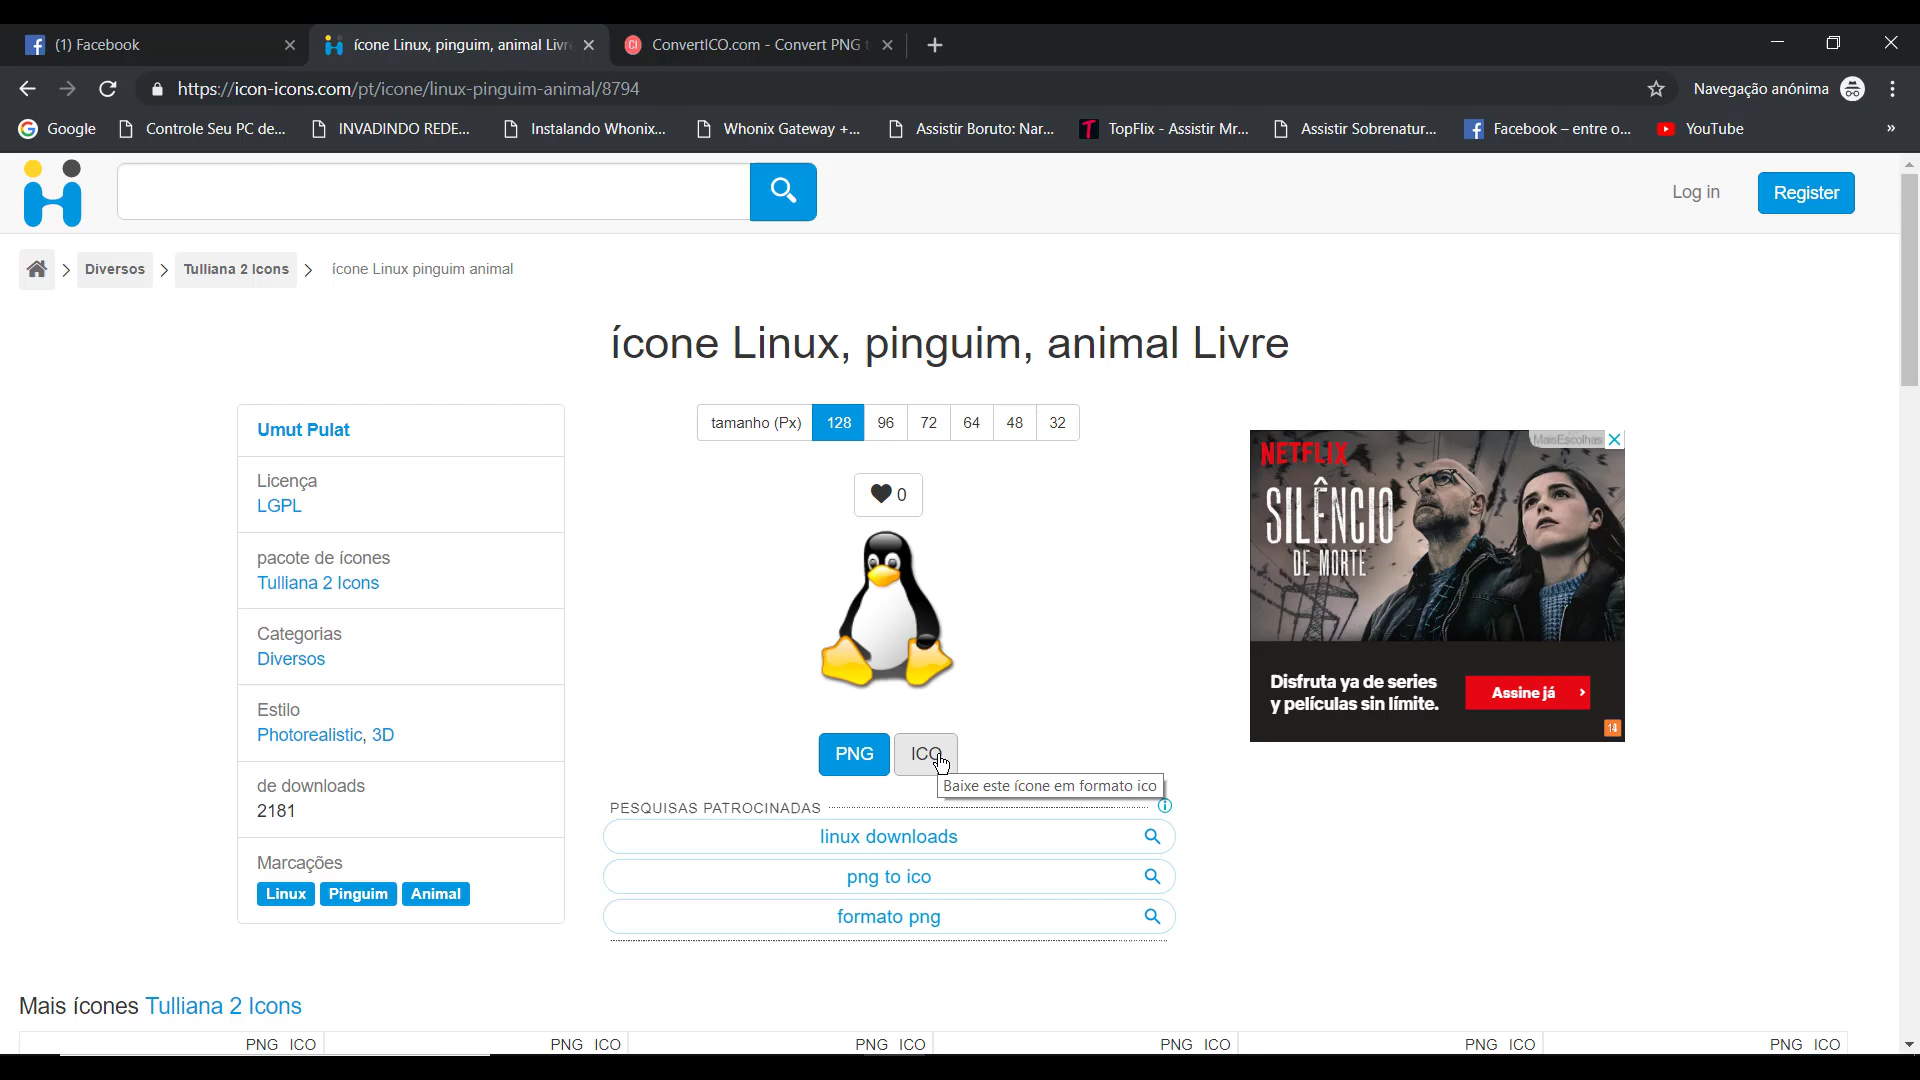 (1) Facebook
ícone Linux, pinguim, animal Livr
CI ConvertICO.com - Convert PNG t
https://icon-icons.com/pt/icone/linux-pinguim-animal/8794
Navegação anónima
Google
Controle Seu PC de...
INVADINDO REDE...
Instalando Whonix...
Whonix Gateway +...
Assistir Boruto: Nar...
TopFlix - Assistir Mr...
Assistir Sobrenatur...
Facebook – entre o...
YouTube
»
Log in
Register
Diversos
Tulliana 2 Icons
ícone Linux pinguim animal
ícone Linux, pinguim, animal Livre
Umut Pulat
Licença
LGPL
pacote de ícones
Tulliana 2 Icons
Categorias
Diversos
Estilo
Photorealistic, 3D
de downloads
2181
Marcações
Linux Pinguim Animal
tamanho (Px) 128 96 72 64 48 32
0
PNG ICO
Baixe este ícone em formato ico
PESQUISAS PATROCINADAS
linux downloads
png to ico
formato png
MaisEscolhas
NETFLIX
SILÊNCIO
DE MORTE
Disfruta ya de series
y películas sin límite.
Assine já
14
Mais ícones Tulliana 2 Icons
PNG ICO PNG ICO PNG ICO PNG ICO PNG ICO PNG ICO